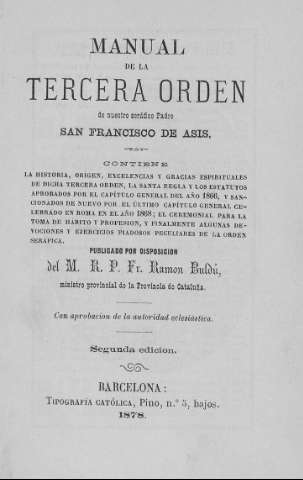 MANUAL
DE LA
TERCERA ORDEN
de nuestro seráfico Padre
SAN FRANCISCO DE ASIS,
CONTIENE
LA HISTORIA, ORIGEN, EXCELENCIAS Y GRACIAS ESPIRITUALES
DE DICHA TERCERA ORDEN, LA SANTA REGLA Y LOS ESTATUTOS
APROBADOS POR EL CAPÍTULO GENERAL DEL AÑO 1866, Y SAN-
CIONADOS DE NUEVO POR EL ÚLTIMO CAPÍTULO GENERAL CE-
LEBRADO EN ROMA EN EL AÑO 1868; EL CEREMONIAL PARA LA
TOMA DE HÁBITO Y PROFESION, Y FINALMENTE ALGUNAS DE-
VOCIONES Y EJERCICIOS PIADOSOS PECULIARES DE LA ORDEN
SERÁFICA.
PUBLICADO POR DISPOSICION
del M. R. P. Fr. Ramon Buldú,
ministro provincial de la Provincia de Cataluña.
Con aprobacion de la autoridad eclesiástica.
Segunda edicion.
BARCELONA:
TIPOGRAFÍA CATÓLICA, Pino, n.º 5, bajos.
1878.